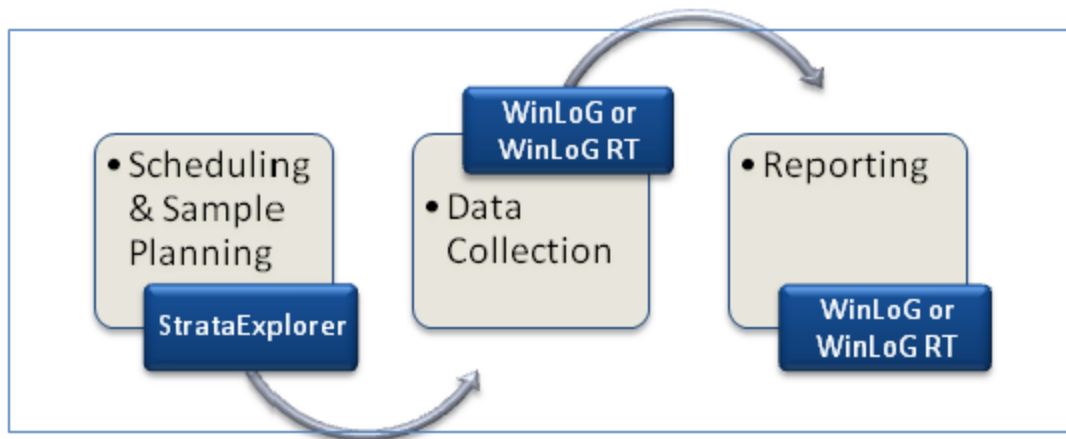 • Scheduling
& Sample
Planning
StrataExplorer
WinLoG or
WinLoG RT
• Data
Collection
• Reporting
WinLoG or
WinLoG RT